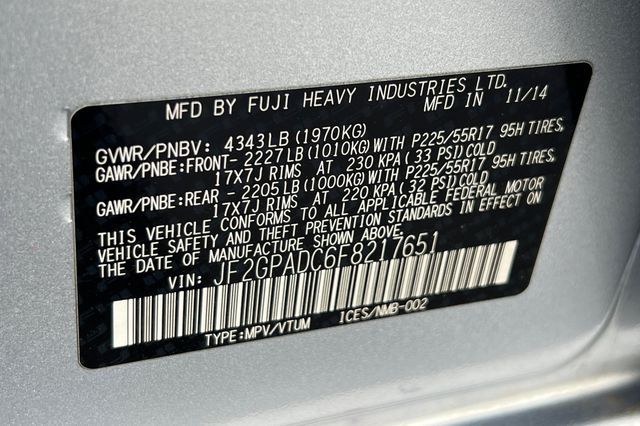 MFD BY FUJI HEAVY INDUSTRIES LTD.
MFD IN 11/14
GVWR/PNBV: 4343LB (1970KG)
GAWR/PNBE:FRONT- 2227LB(1010KG)WITH P225/55R17 95H TIRES,
17x7J RIMS AT 230 KPA(33 PSI)COLD
GAWR/PNBE:REAR - 2205LB(1000KG)WITH P225/55R17 95H TIRES,
17x7J RIMS AT 220 KPA(32 PSI)COLD
THIS VEHICLE CONFORMS TO ALL APPLICABLE FEDERAL MOTOR
VEHICLE SAFETY AND THEFT PREVENTION STANDARDS IN EFFECT ON
THE DATE OF MANUFACTURE SHOWN ABOVE.
VIN: JF2GPADC6F8217651
TYPE:MPV/VTUM ICES/NMB-002